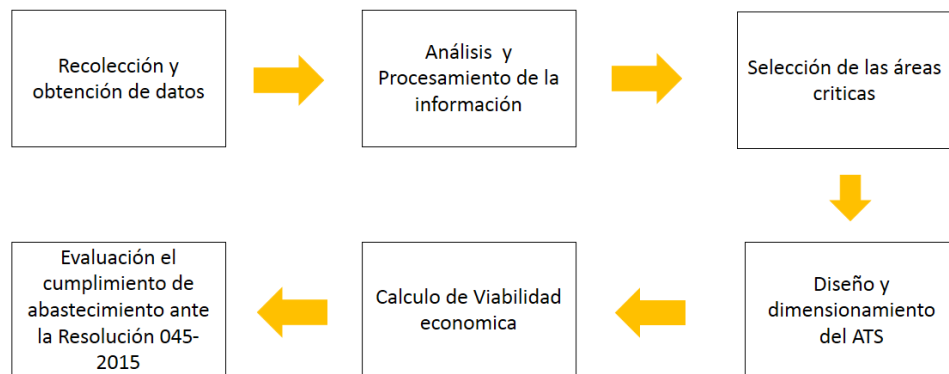 Recolección y
obtención de datos
Análisis y
Procesamiento de la
información
Selección de las áreas
criticas
Diseño y
dimensionamiento
del ATS
Calculo de Viabilidad
economica
Evaluación el
cumplimiento de
abastecimiento ante
la Resolución 045-
2015